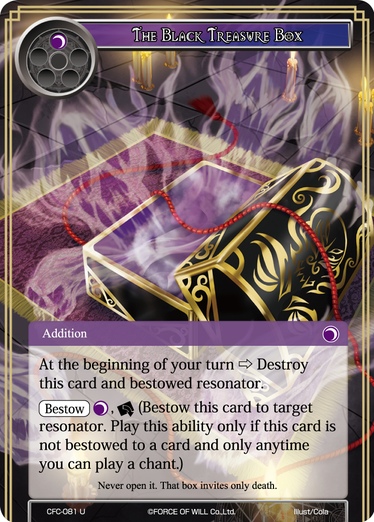 The Black Treasure Box
Addition
At the beginning of your turn ⇨ Destroy
this card and bestowed resonator.
Bestow , (Bestow this card to target
resonator. Play this ability only if this card is
not bestowed to a card and only anytime
you can play a chant.)
Never open it. That box invites only death.
CFC-081 U ©FORCE OF WILL Co.,Ltd. Illust/Cola